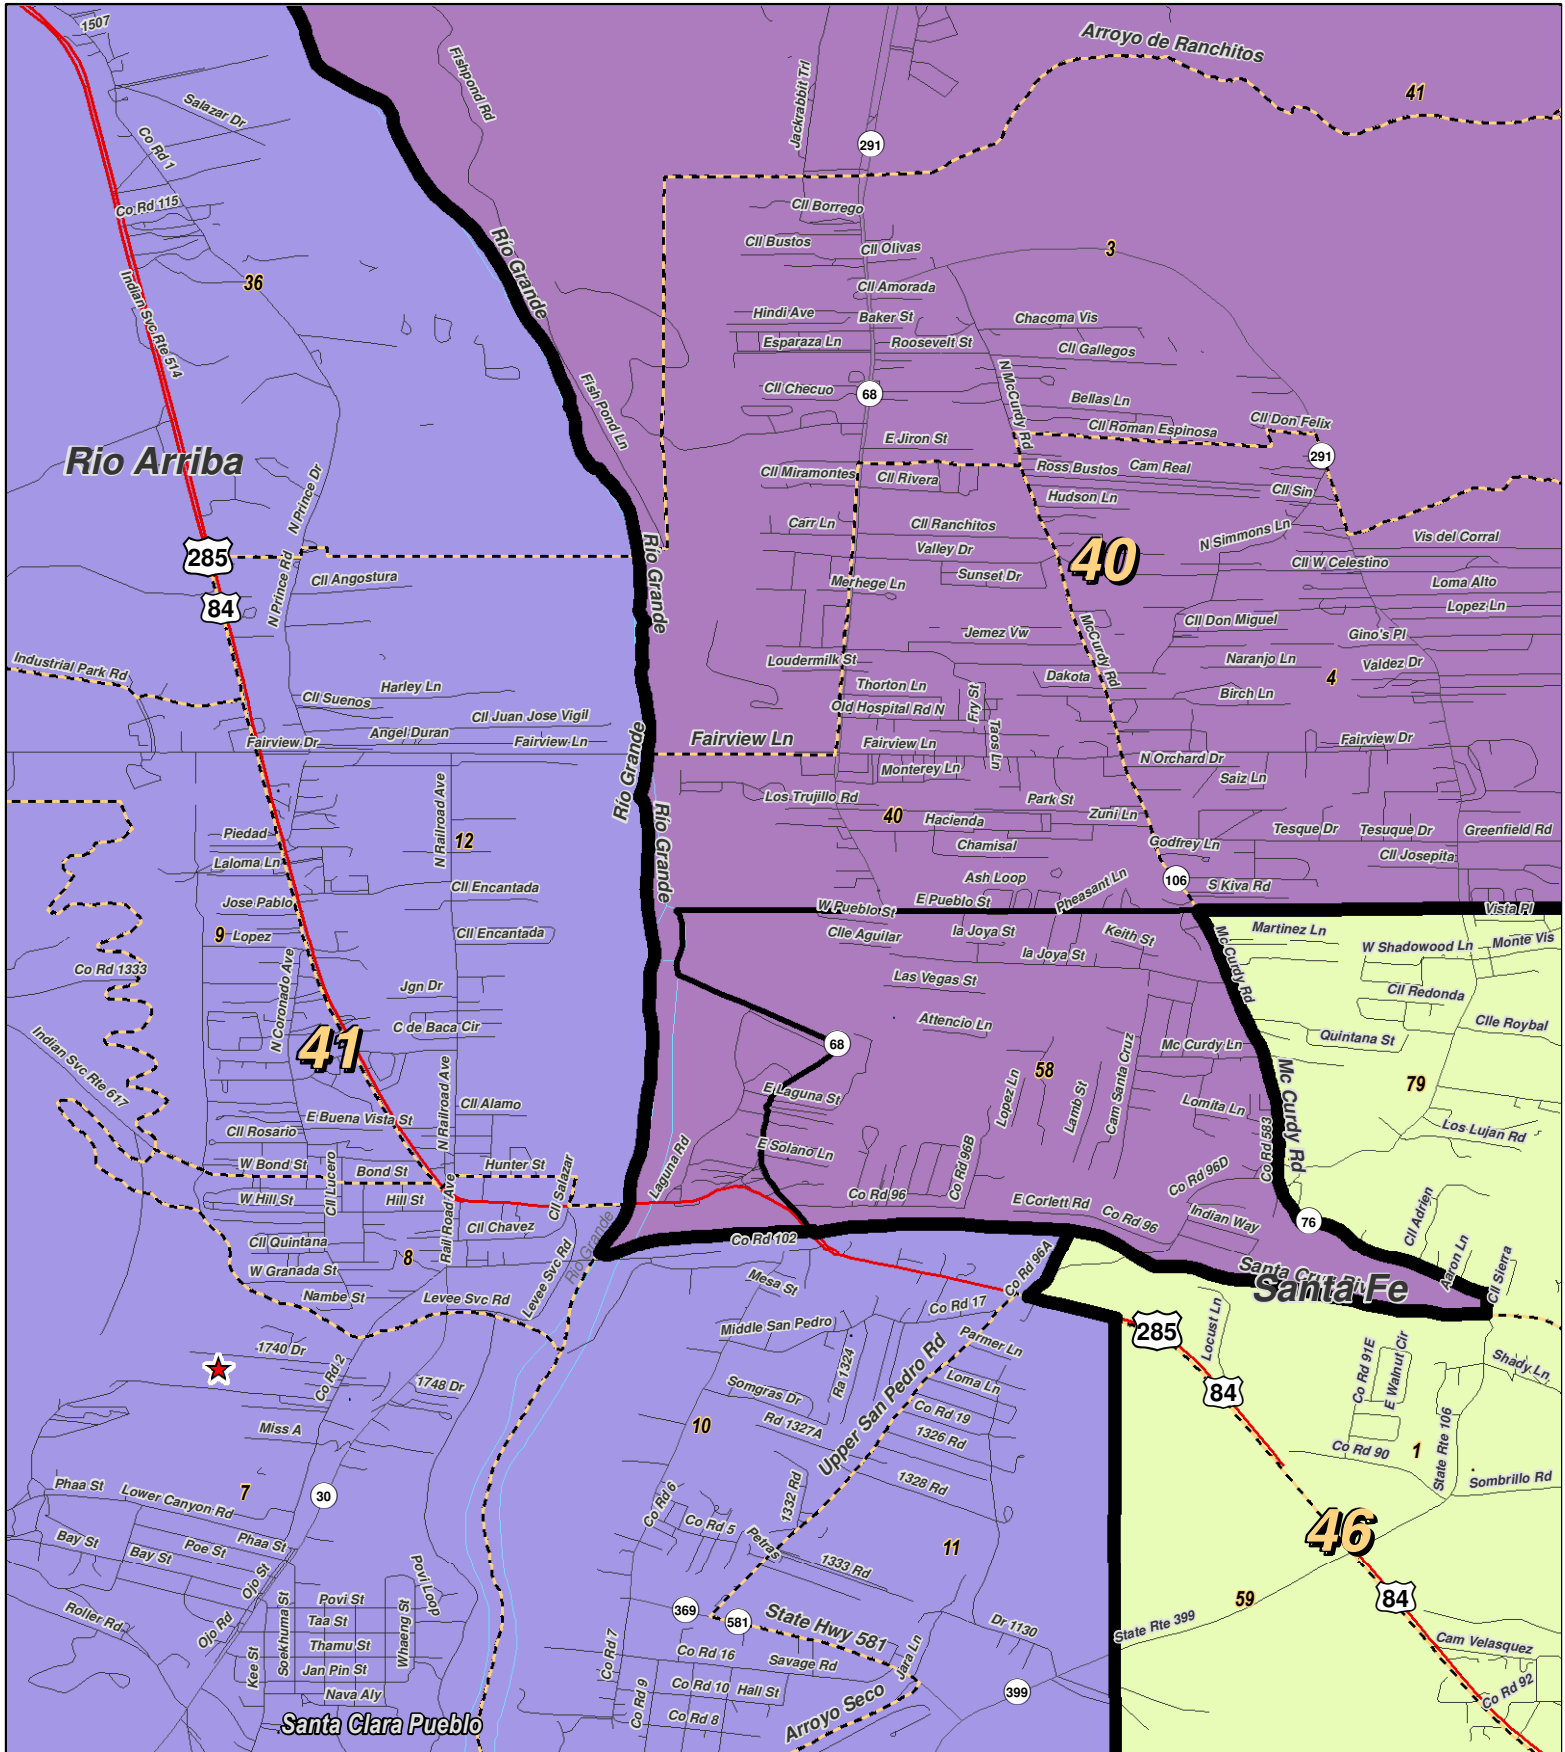 1507
Fishpond Rd
Jackrabbit Trl
Arroyo de Ranchitos
41
Salazar Dr
Co Rd 1
291
Co Rd 115
Cll Borrego
Cll Bustos
Cll Olivas
3
Río Grande
36
Indian Svc Rte 514
Cll Amorada
Hindi Ave
Baker St
Chacoma Vis
Esparaza Ln
Roosevelt St
Cll Gallegos
Fish Pond Ln
Cll Checuo
68
N McCurdy Rd
Bellas Ln
Cll Roman Espinosa
Cll Don Felix
E Jiron St
291
Rio Arriba
Cll Miramontes
Cll Rivera
Ross Bustos
Cam Real
Hudson Ln
Cll Sin
N Prince Dr
Carr Ln
Cll Ranchitos
N Simmons Ln
Vis del Corral
285
Río Grande
Valley Dr
40
Cll W Celestino
N Prince Rd
Cll Angostura
Merhege Ln
Sunset Dr
Loma Alto
84
Lopez Ln
Cll Don Miguel
Jemez Vw
McCurdy Rd
Gino's Pl
Industrial Park Rd
Loudermilk St
Naranjo Ln
Valdez Dr
Harley Ln
Thorton Ln
Dakota
4
Cll Suenos
Fry St
Birch Ln
Old Hospital Rd N
Cll Juan Jose Vigil
Angel Duran
Fairview Dr
Fairview Ln
Río Grande
Fairview Ln
Fairview Ln
Taos Ln
Fairview Dr
N Orchard Dr
Monterey Ln
Saiz Ln
N Railroad Ave
Los Trujillo Rd
Park St
Río Grande
40
Hacienda
Zuni Ln
Piedad
12
Tesque Dr
Tesuque Dr
Greenfield Rd
Chamisal
Godfrey Ln
Laloma Ln
Cll Josepita
Ash Loop
Pheasant Ln
106
S Kiva Rd
Cll Encantada
Jose Pablo
W Pueblo St
E Pueblo St
Vista Pl
9
Lopez
Cll Encantada
Clle Aguilar
la Joya St
Keith St
Martinez Ln
W Shadowood Ln
Monte Vis
la Joya St
Mc Curdy Rd
Co Rd 1333
N Coronado Ave
Jgn Dr
Las Vegas St
Cll Redonda
Attencio Ln
Clle Roybal
C de Baca Cir
41
68
Mc Curdy Ln
Quintana St
Indian Svc Rte 617
58
79
N Railroad Ave
E Laguna St
Lopez Ln
Lamb St
Cam Santa Cruz
Mc Curdy Rd
Cll Alamo
Lomita Ln
E Buena Vista St
Co Rd 583
Los Lujan Rd
Cll Rosario
E Solano Ln
W Bond St
Bond St
Hunter St
Laguna Rd
Co Rd 96B
Co Rd 96D
Cll Lucero
Cll Salazar
W Hill St
Hill St
Co Rd 96
E Corlett Rd
Co Rd 96
Indian Way
76
Cll Adrien
Rail Road Ave
Cll Chavez
Cll Quintana
Rio Grande
Co Rd 102
Co Rd 96A
Aaron Ln
Cll Sierra
8
W Granada St
Levee Svc Rd
Mesa St
Santa Fe
Nambe St
Levee Svc Rd
Co Rd 17
Middle San Pedro
285
Locust Ln
Parmer Ln
1740 Dr
Upper San Pedro Rd
Co Rd 91E
E Walnut Cir
Shady Ln
Co Rd 2
1748 Dr
Ra 1324
Loma Ln
84
Somgras Dr
Co Rd 19
State Rte 106
Miss A
10
Rd 1327A
1326 Rd
Co Rd 90
1
Sombrillo Rd
Phaa St
Lower Canyon Rd
7
30
1332 Rd
1328 Rd
Co Rd 6
46
Bay St
Bay St
Poe St
Phaa St
Co Rd 5
Petras
11
1333 Rd
Ojo St
Povi Loop
59
84
Roller Rd
Povi St
369
581
State Hwy 581
Dr 1130
State Rte 399
Ojo Rd
Soekhuma St
Taa St
Whaeng St
Cam Velasquez
Thamu St
Co Rd 7
Co Rd 16
Savage Rd
Jara Ln
Kee St
Jan Pin St
Co Rd 9
Co Rd 10
Hall St
399
Co Rd 92
Nava Aly
Co Rd 8
Arroyo Seco
Santa Clara Pueblo